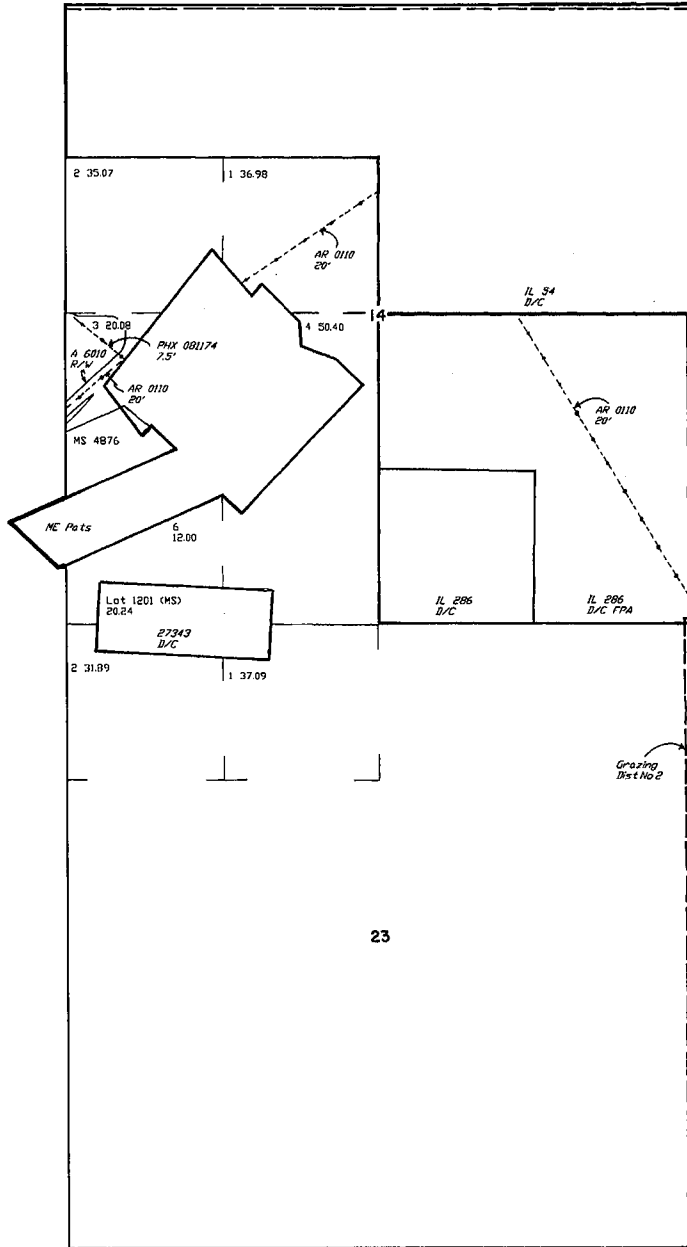 2 35.07
1 36.98
AR 0110
20'
IL 94
D/C
14
3 20.08
4 50.40
PHX 081174
7.5'
A 6010
R/W
AR 0110
20'
AR 0110
20'
MS 4876
ME Pats
6
12.00
Lot 1201 (MS)
20.24
27343
D/C
IL 286
D/C
IL 286
D/C FPA
2 31.89
1 37.09
Grazing
Dist No 2
23